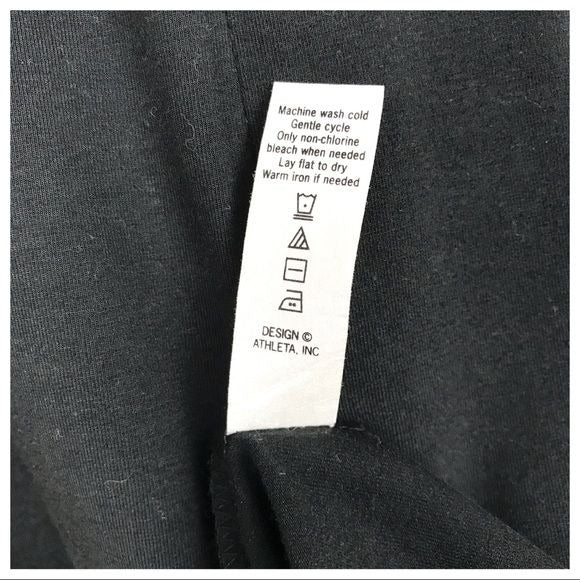 Machine wash cold
Gentle cycle
Only non-chlorine
bleach when needed
Lay flat to dry
Warm iron if needed
DESIGN ©
ATHLETA, INC